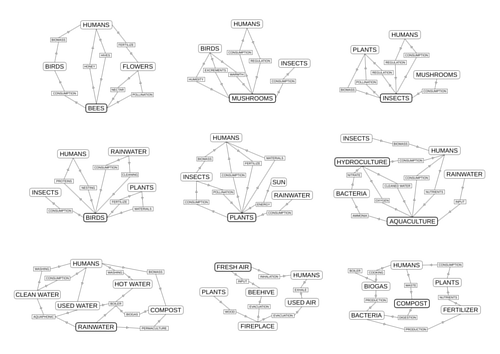 HUMANS
BIOMASS
FERTILIZE
HIVES
BIRDS
HONEY
FLOWERS
NECTAR
CONSUMPTION
POLLINATION
BEES
HUMANS
BIRDS
CONSUMPTION
REGULATION
INSECTS
EXCREMENTS
HUMIDITY
CONSUMPTION
MUSHROOMS
HUMANS
PLANTS
CONSUMPTION
REGULATION
REGULATION
MUSHROOMS
POLLINATION
BIOMASS
CONSUMPTION
INSECTS
HUMANS
RAINWATER
CONSUMPTION
CLEANING
PROTEINS
NESTING
PLANTS
INSECTS
FERTILIZE
CONSUMPTION
MATERIALS
BIRDS
HUMANS
BIOMASS
MATERIALS
FERTILIZE
INSECTS
CONSUMPTION
SUN
POLLINATION
RAINWATER
ENERGY
CONSUMPTION
PLANTS
INSECTS
BIOMASS
HUMANS
HYDROCULTURE
CONSUMPTION
NITRATE
CONSUMPTION
RAINWATER
CLEANED WATER
BACTERIA
NUTRIENTS
OXYGEN
INPUT
AMMONIA
AQUACULTURE
HUMANS
WASHING
WASHING
BIOMASS
CONSUMPTION
HOT WATER
CLEAN WATER
USED WATER
BOILER
COMPOST
AQUAPHONIC
BIOGAS
RAINWATER
PERMACULTURE
FRESH AIR
INHALATION
HUMANS
INPUT
PLANTS
BEEHIVE
EXHALE
USED AIR
WOOD
EVACUATION
EVACUATION
FIREPLACE
HUMANS
BOILER
CONSUMPTION
COOKING
BIOGAS
WASTE
PLANTS
NUTRIENTS
PRODUCTION
COMPOST
FERTILIZER
BACTERIA
DIGESTION
PRODUCTION